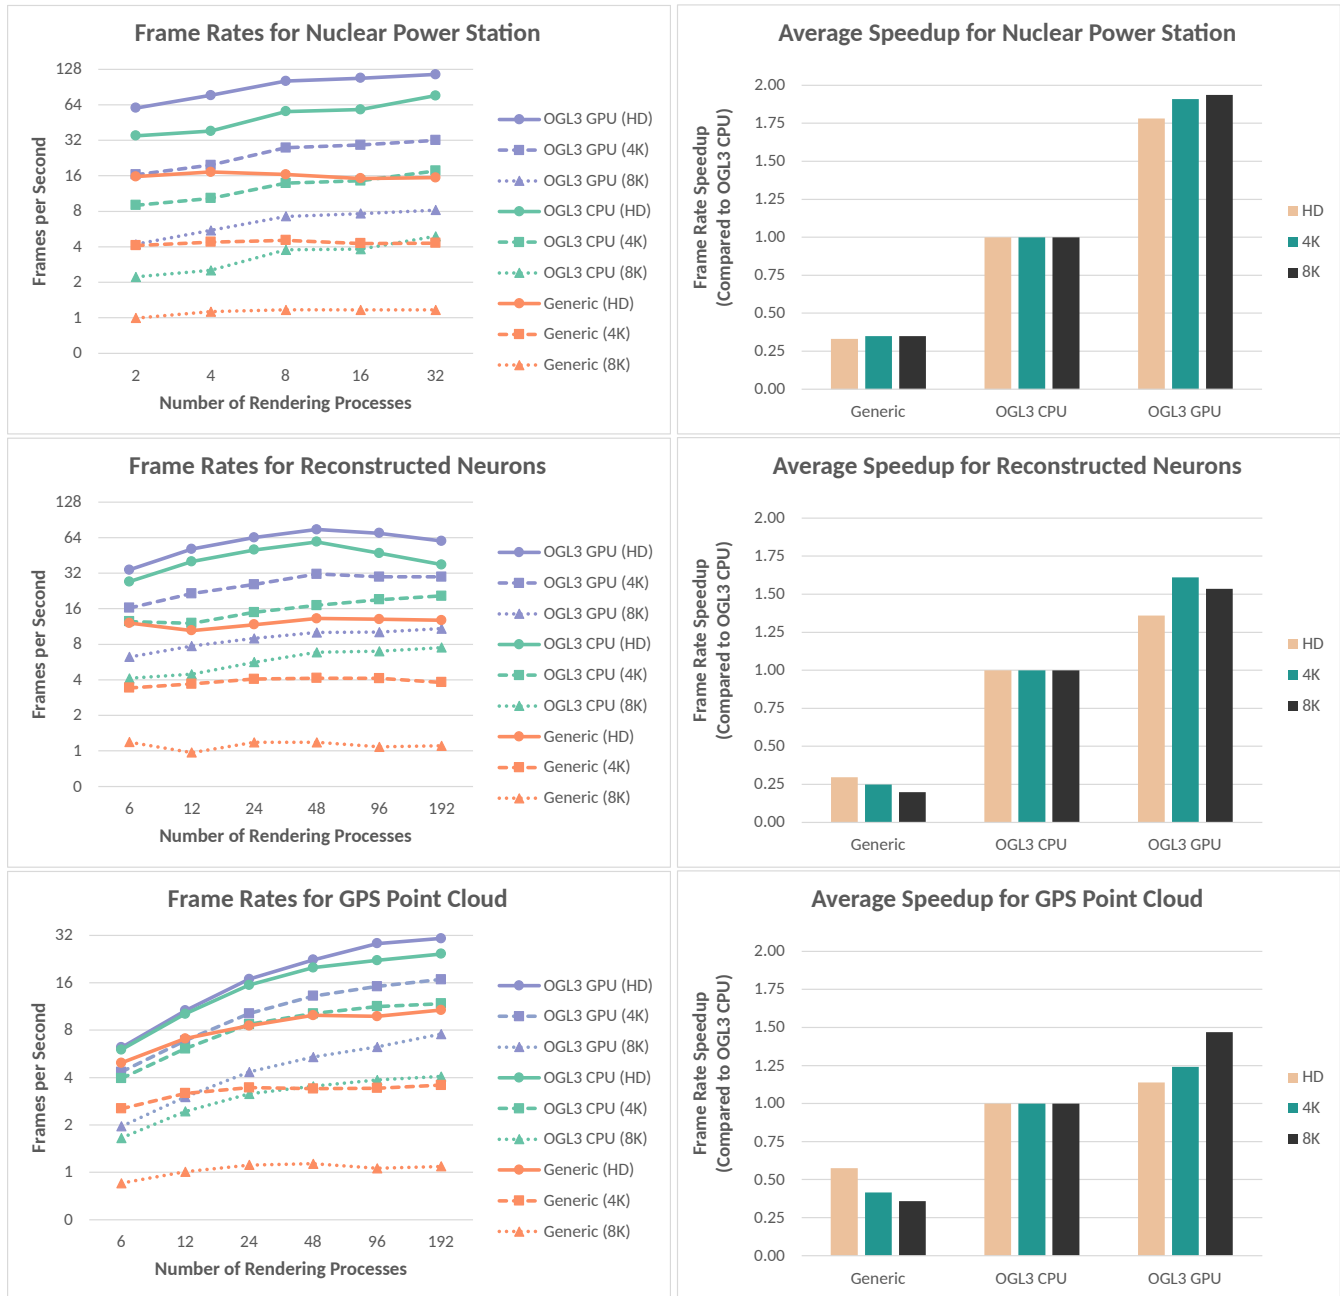 Frame Rates for Nuclear Power Station
128
64
32
16
8
4
2
1
0
Frames per Second
2 4 8 16 32
Number of Rendering Processes
OGL3 GPU (HD)
OGL3 GPU (4K)
OGL3 GPU (8K)
OGL3 CPU (HD)
OGL3 CPU (4K)
OGL3 CPU (8K)
Generic (HD)
Generic (4K)
Generic (8K)
Average Speedup for Nuclear Power Station
2.00
1.75
1.50
1.25
1.00
0.75
0.50
0.25
0.00
Frame Rate Speedup
(Compared to OGL3 CPU)
Generic OGL3 CPU OGL3 GPU
HD
4K
8K
Frame Rates for Reconstructed Neurons
128
64
32
16
8
4
2
1
0
Frames per Second
6 12 24 48 96 192
Number of Rendering Processes
OGL3 GPU (HD)
OGL3 GPU (4K)
OGL3 GPU (8K)
OGL3 CPU (HD)
OGL3 CPU (4K)
OGL3 CPU (8K)
Generic (HD)
Generic (4K)
Generic (8K)
Average Speedup for Reconstructed Neurons
2.00
1.75
1.50
1.25
1.00
0.75
0.50
0.25
0.00
Frame Rate Speedup
(Compared to OGL3 CPU)
Generic OGL3 CPU OGL3 GPU
HD
4K
8K
Frame Rates for GPS Point Cloud
32
16
8
4
2
1
0
Frames per Second
6 12 24 48 96 192
Number of Rendering Processes
OGL3 GPU (HD)
OGL3 GPU (4K)
OGL3 GPU (8K)
OGL3 CPU (HD)
OGL3 CPU (4K)
OGL3 CPU (8K)
Generic (HD)
Generic (4K)
Generic (8K)
Average Speedup for GPS Point Cloud
2.00
1.75
1.50
1.25
1.00
0.75
0.50
0.25
0.00
Frame Rate Speedup
(Compared to OGL3 CPU)
Generic OGL3 CPU OGL3 GPU
HD
4K
8K